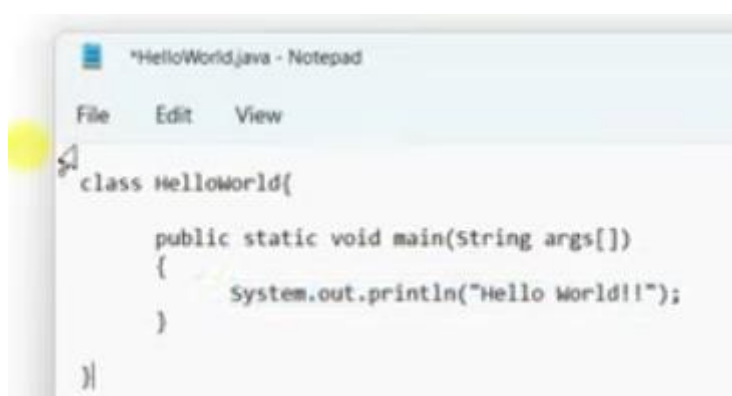 *HelloWorld.java - Notepad
File Edit View
class HelloWorld{
public static void main(String args[])
{
System.out.println("Hello World!!");
}
}